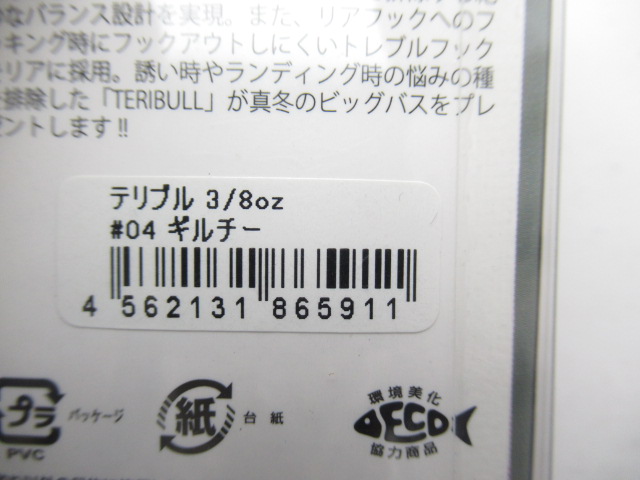 なバランス設計を実現。また、リアフックへのフ
ッキング時にフックアウトしにくいトレブルフック
リアに採用。誘い時やランディング時の悩みの種
排除した「TERIBULL」が真冬のビッグバスをプレ
ゼントします!!
テリブル 3/8oz
#04 ギルチー
4 562131 865911
プラ パッケージ
PVC
紙 台紙
環境美化
ECO
協力商品